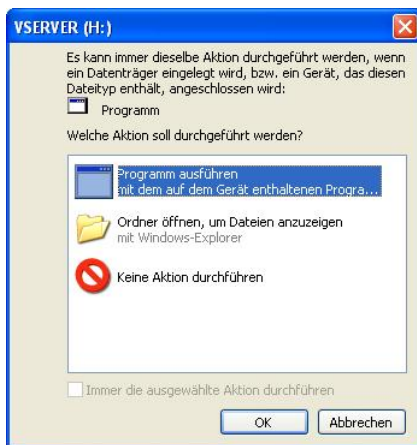 VSERVER (H:)
Es kann immer dieselbe Aktion durchgeführt werden, wenn
ein Datenträger eingelegt wird, bzw. ein Gerät, das diesen
Dateityp enthält, angeschlossen wird:
Programm
Welche Aktion soll durchgeführt werden?
Programm ausführen
mit dem auf dem Gerät enthaltenen Progra...
Ordner öffnen, um Dateien anzuzeigen
mit Windows-Explorer
Keine Aktion durchführen
Immer die ausgewählte Aktion durchführen
OK Abbrechen